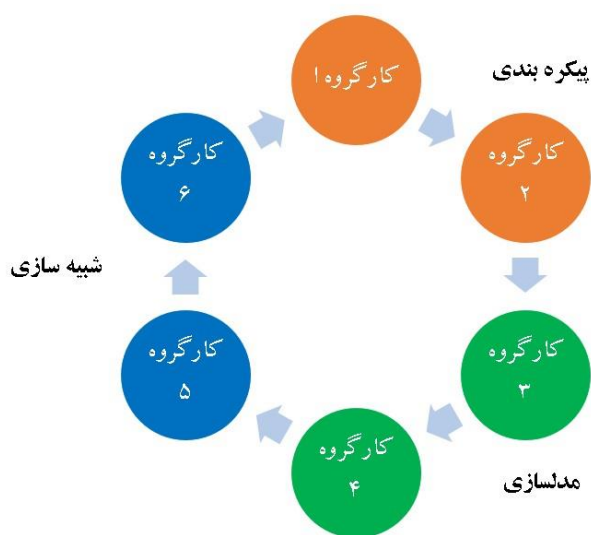 کارگروه ۱
پیکره بندی
کارگروه
۲
کارگروه
۳
مدلسازی
کارگروه
۴
کارگروه
۵
شبیه سازی
کارگروه
۶